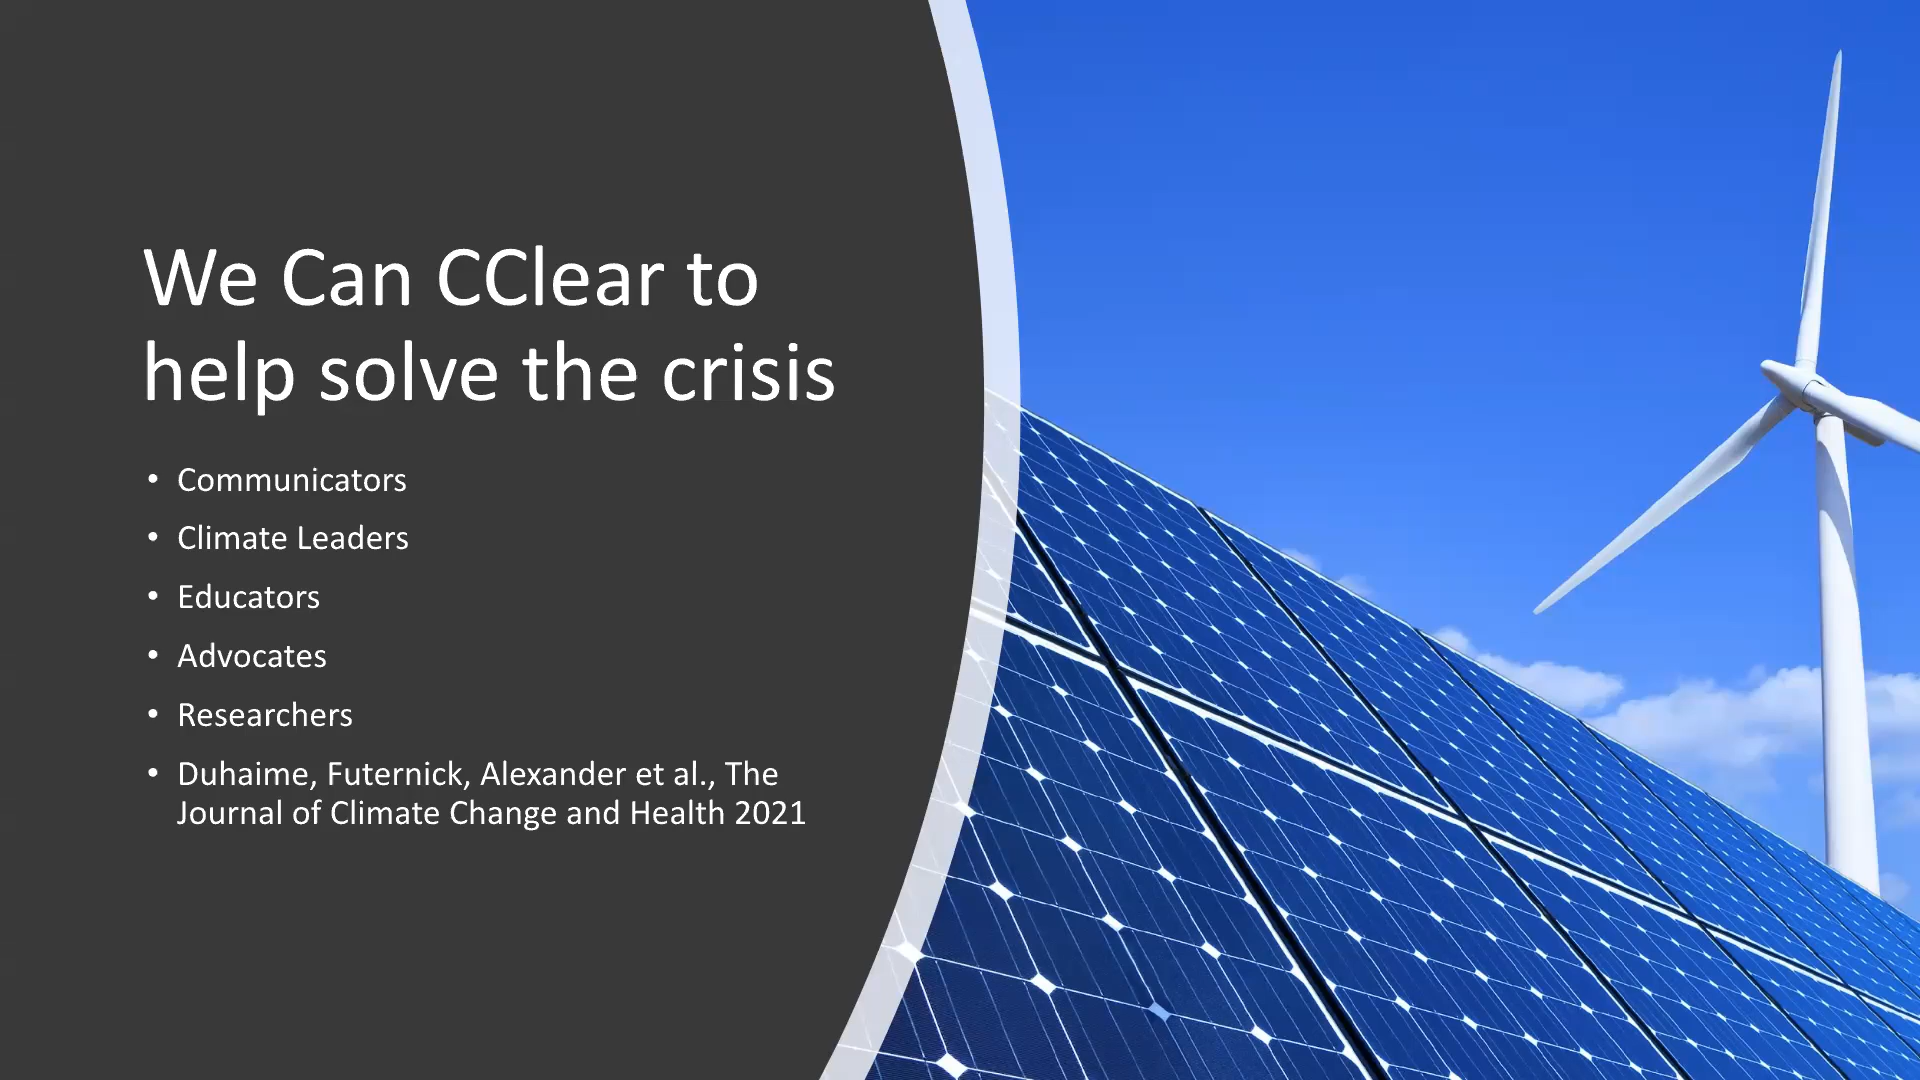 We Can CClear to
help solve the crisis
• Communicators
• Climate Leaders
• Educators
• Advocates
• Researchers
• Duhaime, Futernick, Alexander et al., The
Journal of Climate Change and Health 2021